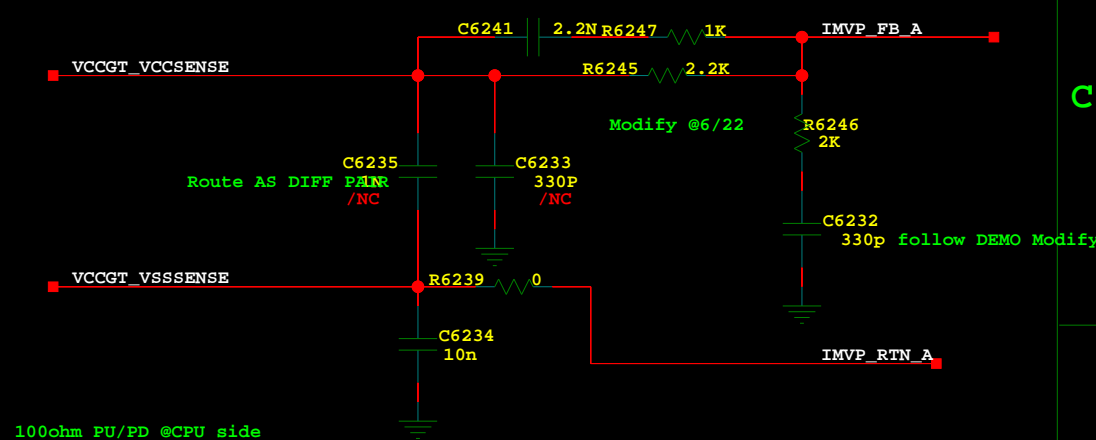 C6241 2.2N R6247 1K IMVP_FB_A
VCCGT_VCCSENSE R6245 2.2K
C
Modify @6/22 R6246
2K
C6235 C6233
Route AS DIFF PAIR 1N 330P
/NC /NC
C6232
330p follow DEMO Modify
VCCGT_VSSSENSE R6239 0
C6234
10n IMVP_RTN_A
100ohm PU/PD @CPU side